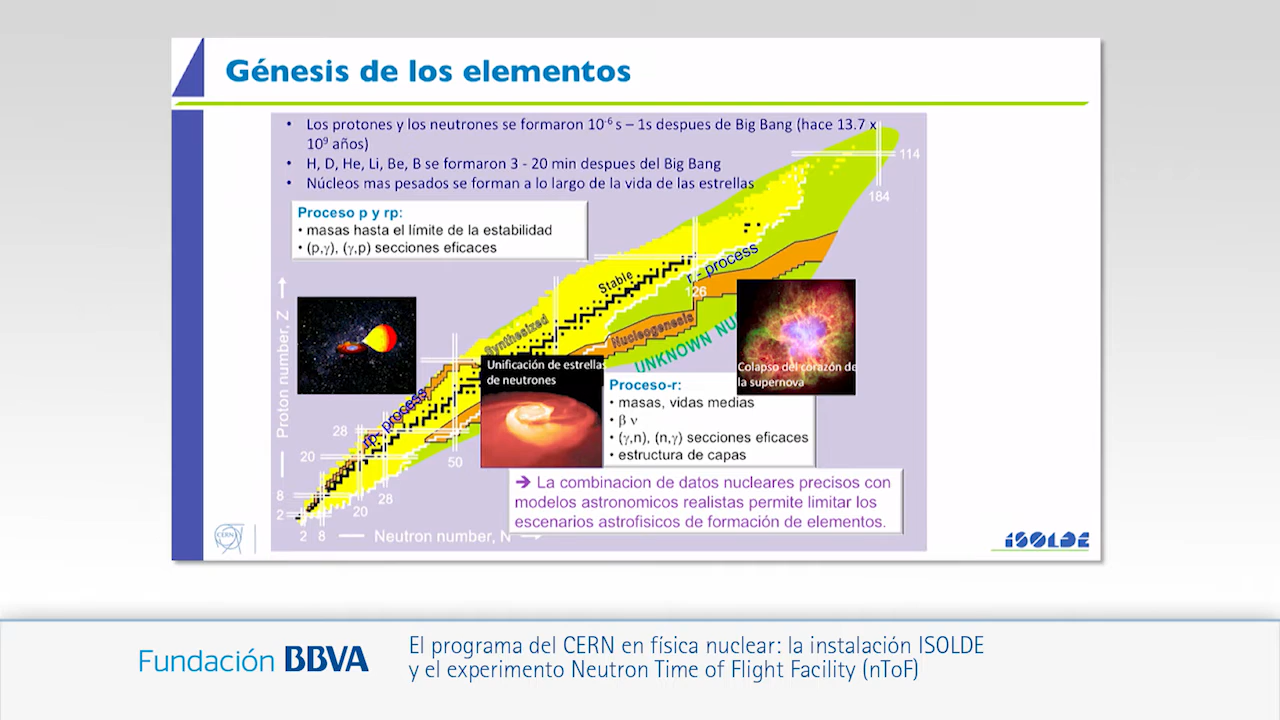 Génesis de los elementos
• Los protones y los neutrones se formaron 10⁻⁶ s – 1s despues de Big Bang (hace 13.7 x
10⁹ años)
• H, D, He, Li, Be, B se formaron 3 - 20 min despues del Big Bang
• Núcleos mas pesados se forman a lo largo de la vida de las estrellas
114
184
Proceso p y rp:
• masas hasta el límite de la estabilidad
• (p,γ), (γ,p) secciones eficaces
Stable
r - process
126
Synthesized
Nucleogenesis
UNKNOWN NU
Proton number, Z
rp- process
Unificación de estrellas
de neutrones
Colapso del corazón de
la supernova
Proceso-r:
• masas, vidas medias
• β ν
• (γ,n), (n,γ) secciones eficaces
• estructura de capas
28
20
8
2
50
28
20
2 8
Neutron number, N
➔ La combinacion de datos nucleares precisos con
modelos astronomicos realistas permite limitar los
escenarios astrofisicos de formación de elementos.
CERN
ISOLDE
Fundación BBVA
El programa del CERN en física nuclear: la instalación ISOLDE
y el experimento Neutron Time of Flight Facility (nToF)